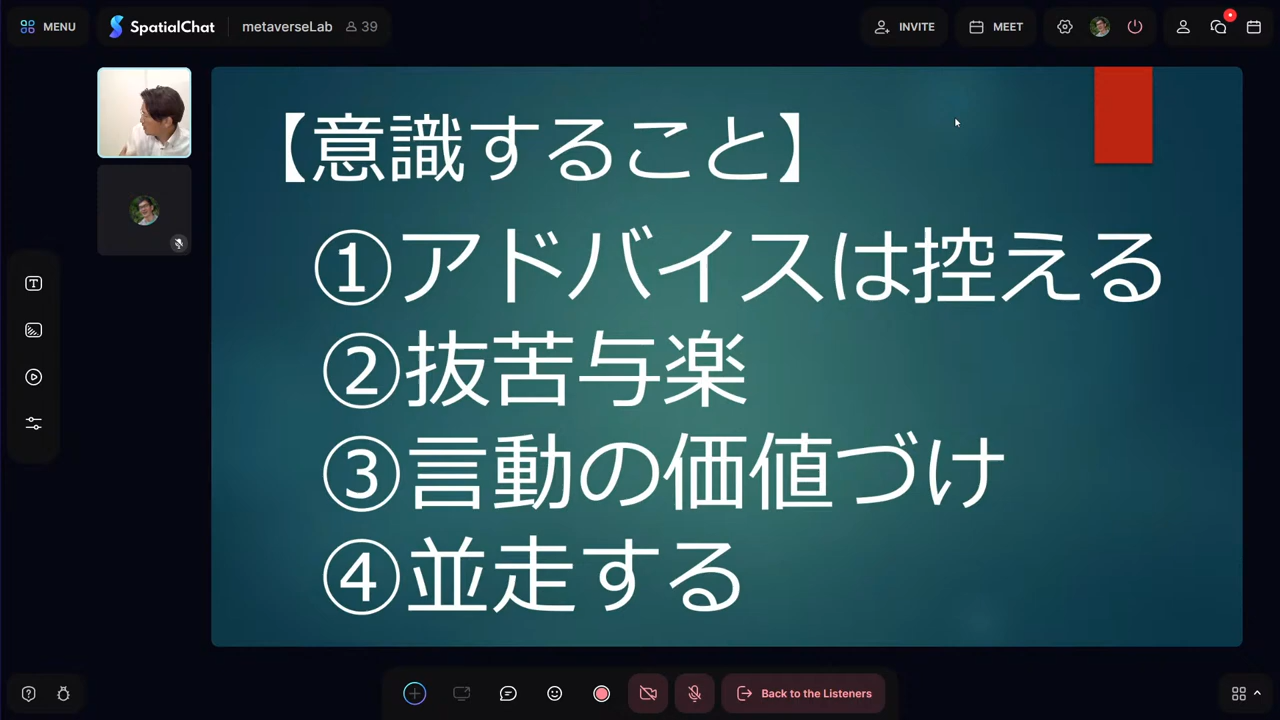 MENU
SpatialChat
metaverseLab
39
INVITE
MEET
【意識すること】
①アドバイスは控える
②抜苦与楽
③言動の価値づけ
④並走する
Back to the Listeners